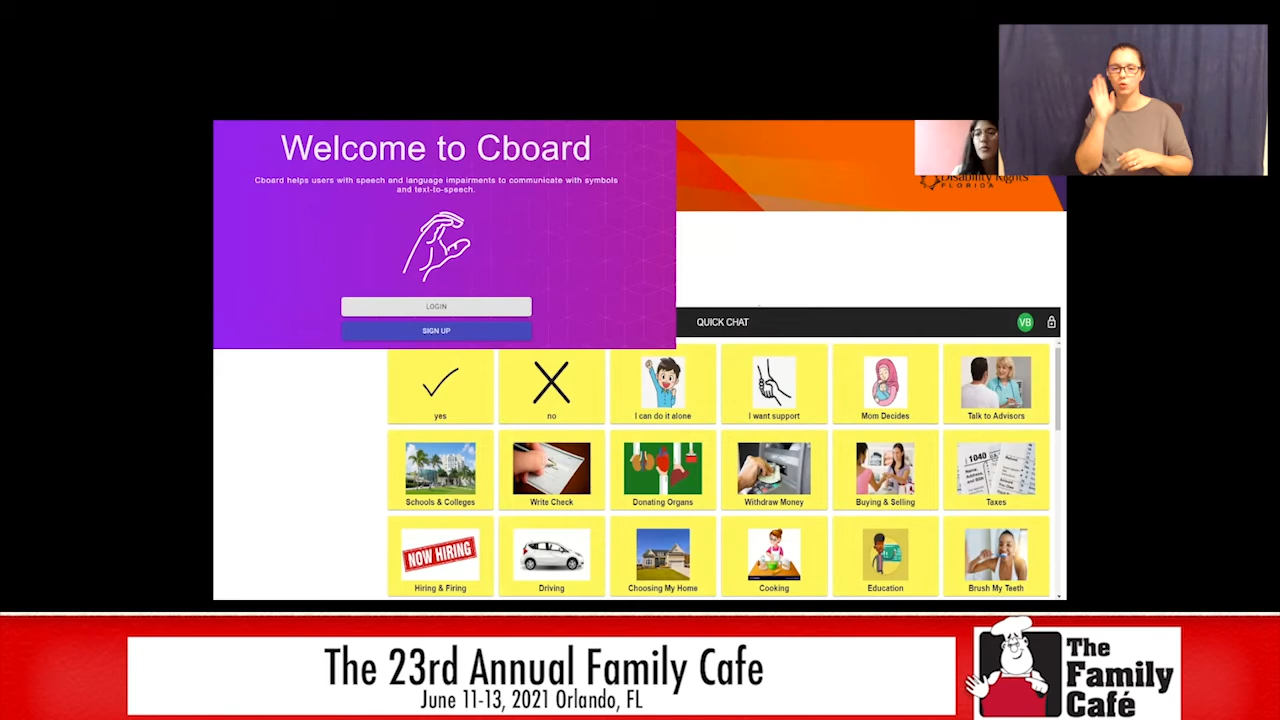 Welcome to Cboard
Cboard helps users with speech and language impairments to communicate with symbols
and text-to-speech.
LOGIN
SIGN UP
Disability Rights
FLORIDA
QUICK CHAT
VB
yes
no
I can do it alone
I want support
Mom Decides
Talk to Advisors
1040
Schools & Colleges
Write Check
Donating Organs
Withdraw Money
Buying & Selling
Taxes
NOW HIRING
Hiring & Firing
Driving
Choosing My Home
Cooking
Education
Brush My Teeth
The 23rd Annual Family Cafe
June 11-13, 2021 Orlando, FL
The
Family
Café